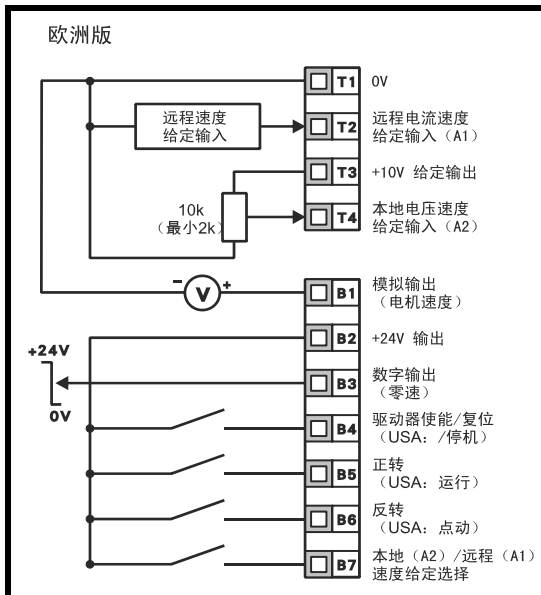 欧洲版
T1 0V
远程速度
给定输入
T2 远程电流速度
给定输入（A1）
T3 +10V 给定输出
10k
（最小2k）
T4 本地电压速度
给定输入（A2）
- V +
B1 模拟输出
（电机速度）
B2 +24V 输出
+24V
0V
B3 数字输出
（零速）
B4 驱动器使能/复位
（USA：/停机）
B5 正转
（USA：运行）
B6 反转
（USA：点动）
B7 本地（A2）/远程（A1）
速度给定选择